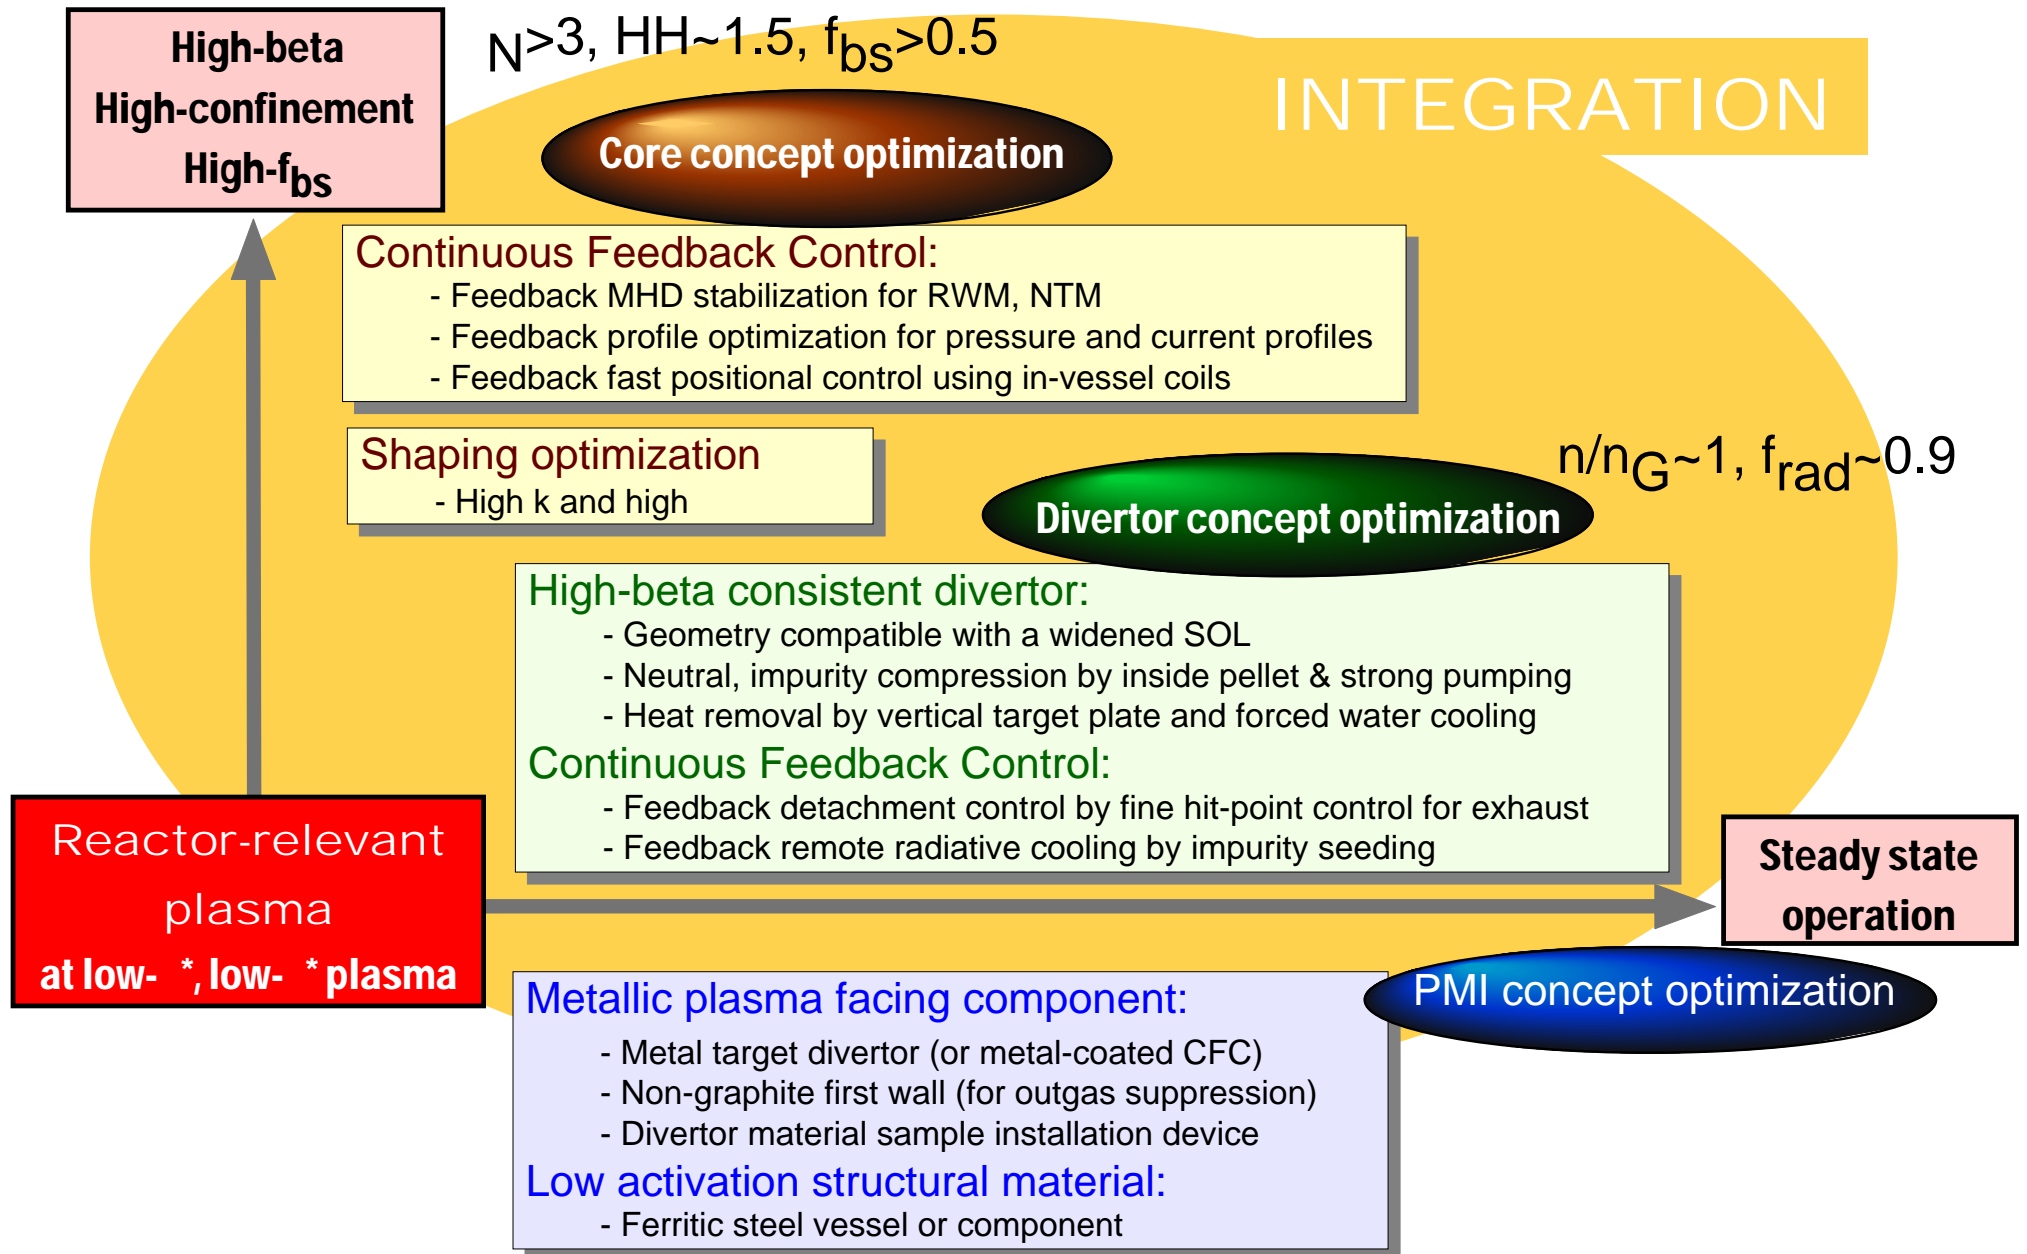 High-beta
High-confinement
High-fbs
N>3, HH~1.5, fbs>0.5
INTEGRATION
Core concept optimization
Continuous Feedback Control:
- Feedback MHD stabilization for RWM, NTM
- Feedback profile optimization for pressure and current profiles
- Feedback fast positional control using in-vessel coils
Shaping optimization
- High k and high
n/nG~1, frad~0.9
Divertor concept optimization
High-beta consistent divertor:
- Geometry compatible with a widened SOL
- Neutral, impurity compression by inside pellet & strong pumping
- Heat removal by vertical target plate and forced water cooling
Continuous Feedback Control:
- Feedback detachment control by fine hit-point control for exhaust
- Feedback remote radiative cooling by impurity seeding
Reactor-relevant
plasma
at low- *, low- * plasma
Steady state
operation
PMI concept optimization
Metallic plasma facing component:
- Metal target divertor (or metal-coated CFC)
- Non-graphite first wall (for outgas suppression)
- Divertor material sample installation device
Low activation structural material:
- Ferritic steel vessel or component